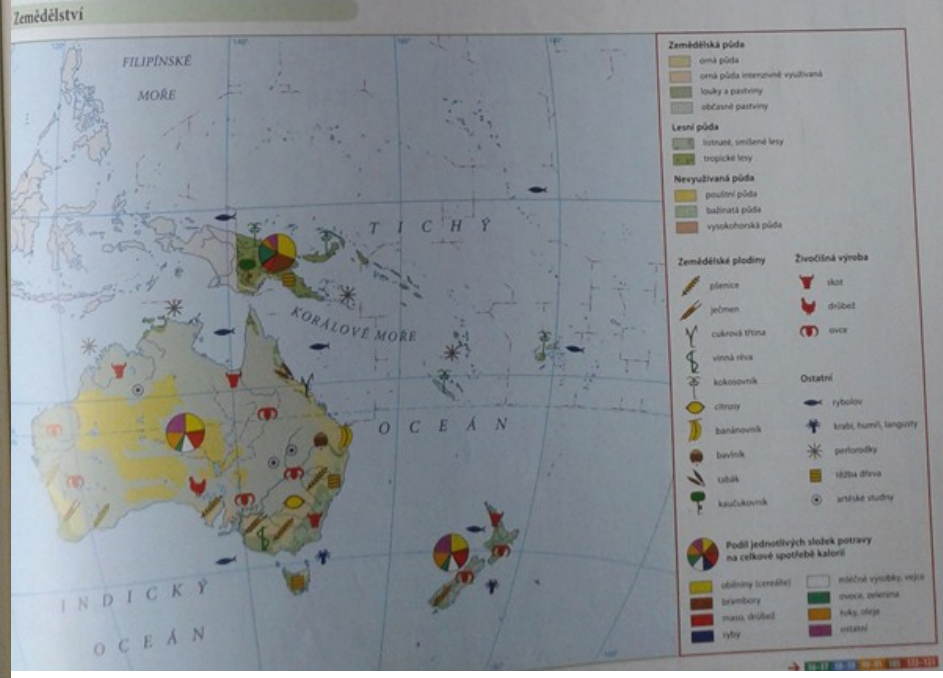 Zemědělství
FILIPÍNSKÉ
MOŘE
TICHÝ
KORÁLOVÉ MOŘE
OCEÁN
INDICKÝ
OCEÁN
Zemědělská půda
orná půda
orná půda intenzivně využívaná
louky a pastviny
občasné pastviny
Lesní půda
listnaté, smíšené lesy
tropické lesy
Nevyužívaná půda
pouštní půda
bažinatá půda
vysokohorská půda
Zemědělské plodiny
pšenice
ječmen
cukrová třtina
vinná réva
kokosovník
citrusy
banánovník
bavlník
tabák
kaučukovník
Živočišná výroba
skot
drůbež
ovce
Ostatní
rybolov
krabi, humři, langusty
perlorodky
těžba dřeva
artéské studny
Podíl jednotlivých složek potravy
na celkové spotřebě kalorií
obilniny (cereálie)
brambory
maso, drůbež
ryby
mléčné výrobky, vejce
ovoce, zelenina
tuky, oleje
ostatní